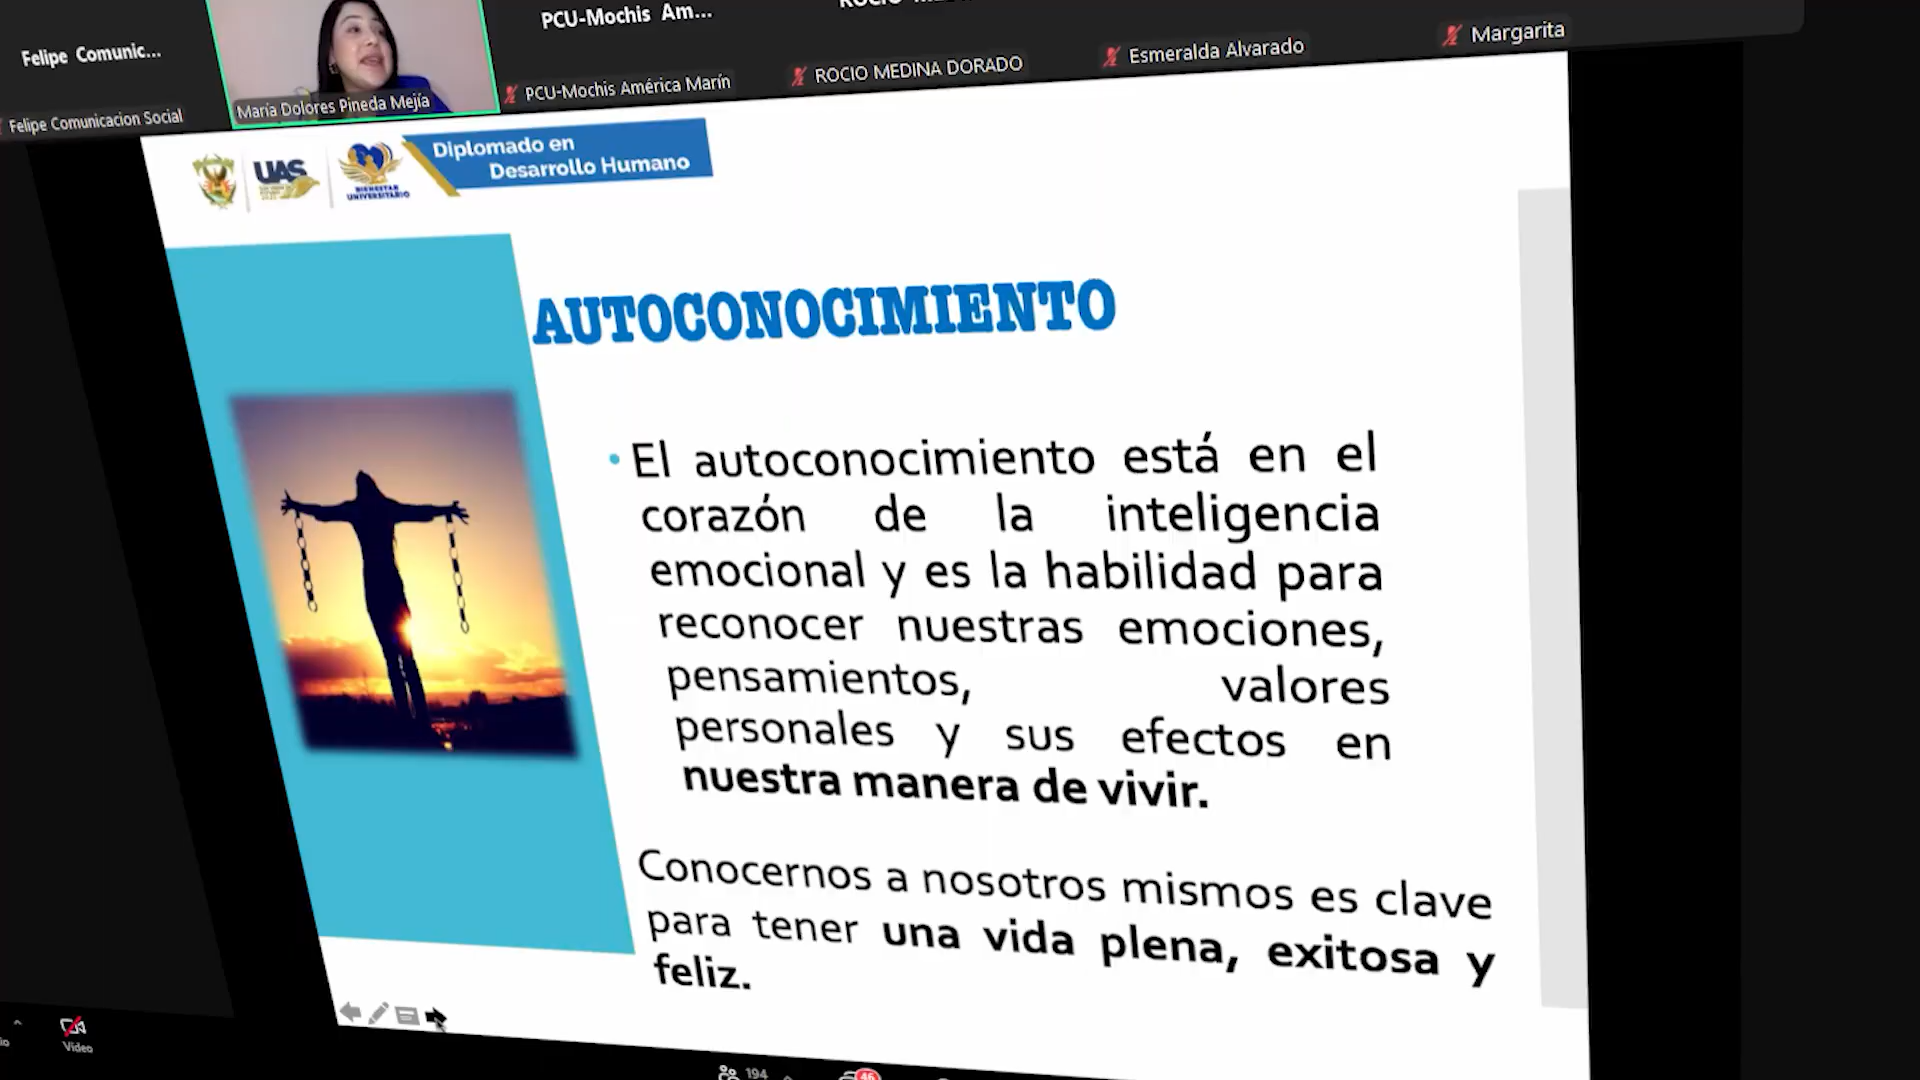 Felipe Comunic...
PCU-Mochis Am...
Felipe Comunicacion Social
María Dolores Pineda Mejía
PCU-Mochis América Marín
ROCIO MEDINA DORADO
Esmeralda Alvarado
Margarita
UAS
BIENESTAR
UNIVERSITARIO
Diplomado en
Desarrollo Humano
AUTOCONOCIMIENTO
• El autoconocimiento está en el
corazón de la inteligencia
emocional y es la habilidad para
reconocer nuestras emociones,
pensamientos, valores
personales y sus efectos en
nuestra manera de vivir.
Conocernos a nosotros mismos es clave
para tener una vida plena, exitosa y
feliz.
Video
194
46